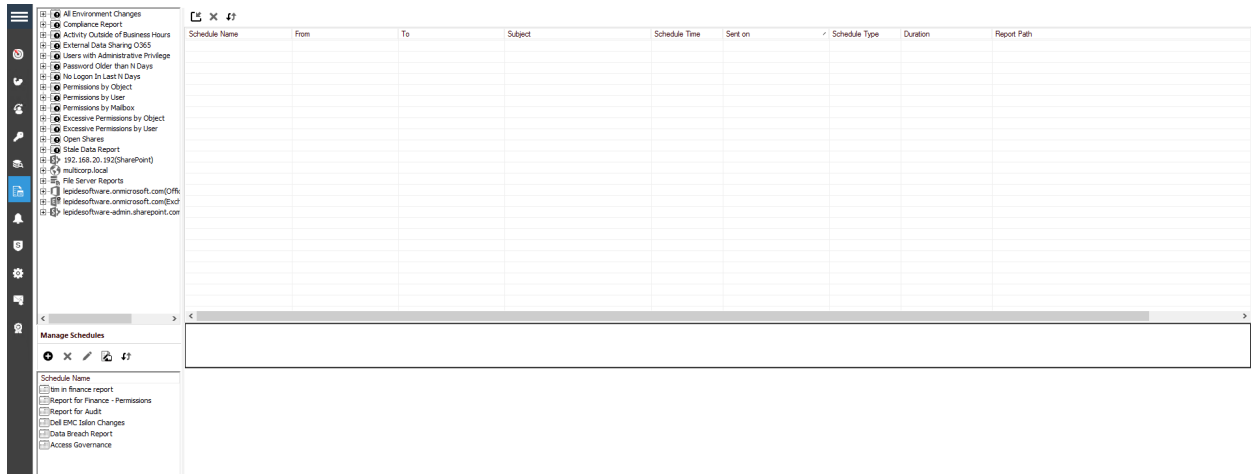 All Environment Changes
Compliance Report
Activity Outside of Business Hours
External Data Sharing O365
Users with Administrative Privilege
Password Older than N Days
No Logon In Last N Days
Permissions by Object
Permissions by User
Permissions by Mailbox
Excessive Permissions by Object
Excessive Permissions by User
Open Shares
Stale Data Report
192.168.20.192(SharePoint)
multicorp.local
File Server Reports
lepidesoftware.onmicrosoft.com(Offic
lepidesoftware.onmicrosoft.com(Exch
lepidesoftware-admin.sharepoint.com
Schedule Name From To Subject Schedule Time Sent on Schedule Type Duration Report Path
Manage Schedules
Schedule Name
tim in finance report
Report for Finance - Permissions
Report for Audit
Dell EMC Isilon Changes
Data Breach Report
Access Governance